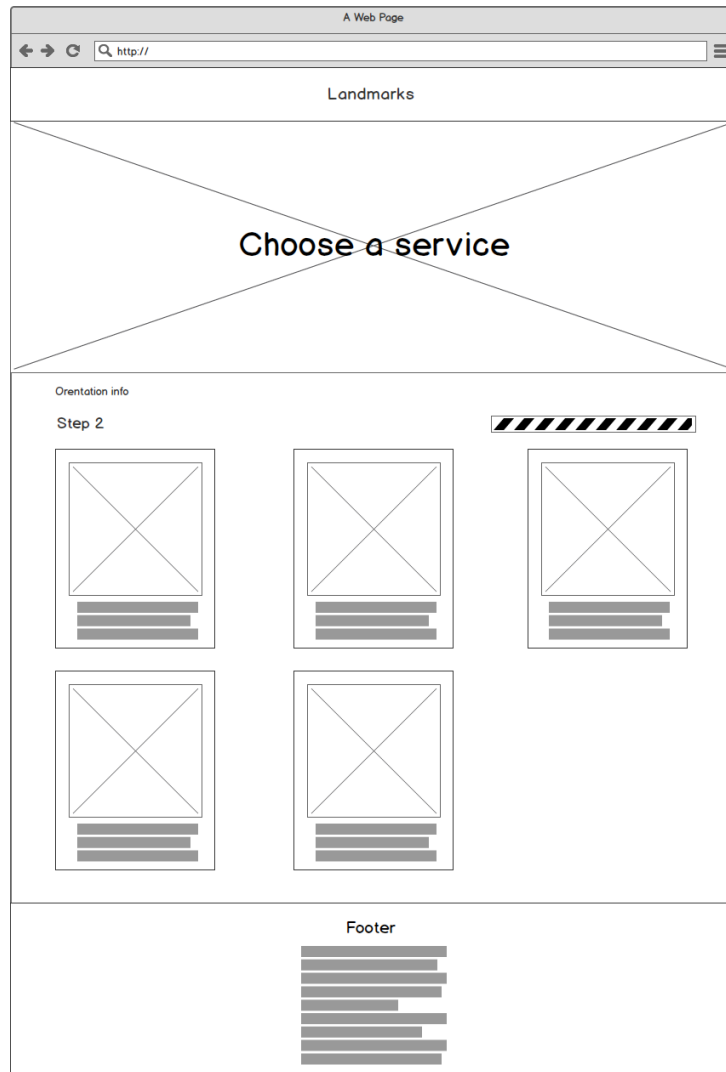 A Web Page
http://
Landmarks
Choose a service
Orentation info
Step 2
Footer